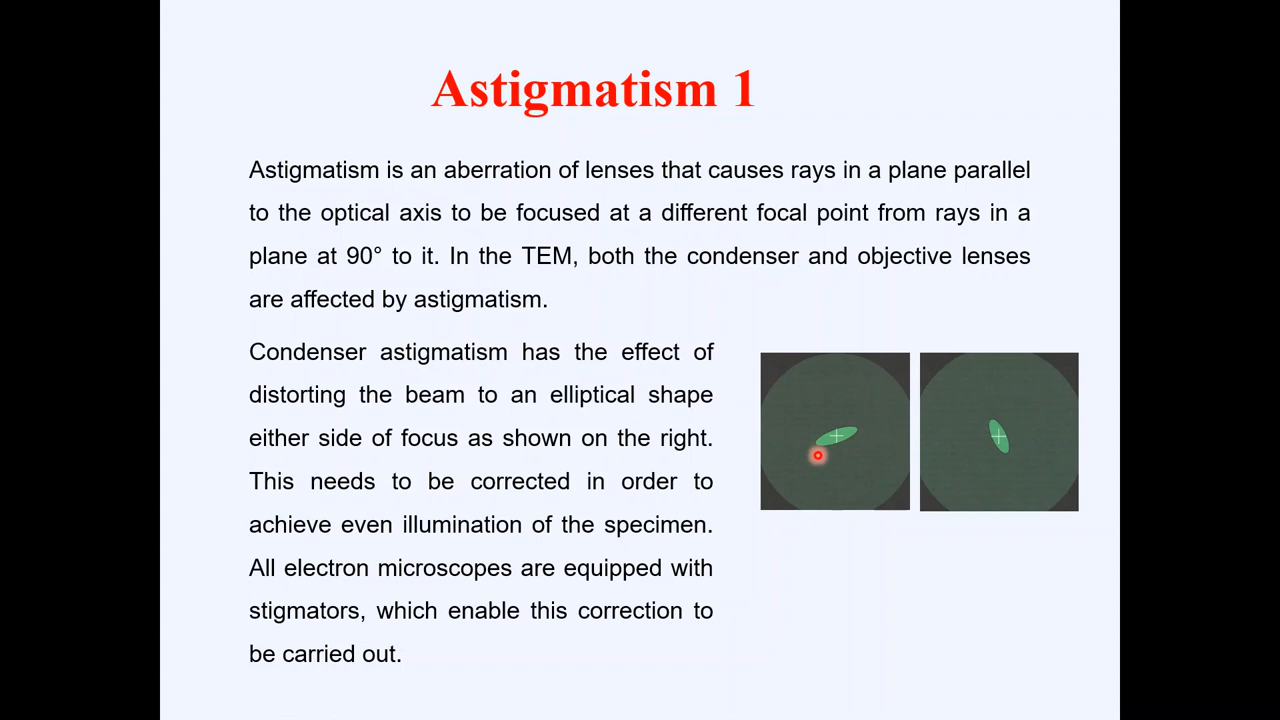 Astigmatism 1
Astigmatism is an aberration of lenses that causes rays in a plane parallel
to the optical axis to be focused at a different focal point from rays in a
plane at 90° to it. In the TEM, both the condenser and objective lenses
are affected by astigmatism.
Condenser astigmatism has the effect of
distorting the beam to an elliptical shape
either side of focus as shown on the right.
This needs to be corrected in order to
achieve even illumination of the specimen.
All electron microscopes are equipped with
stigmators, which enable this correction to
be carried out.